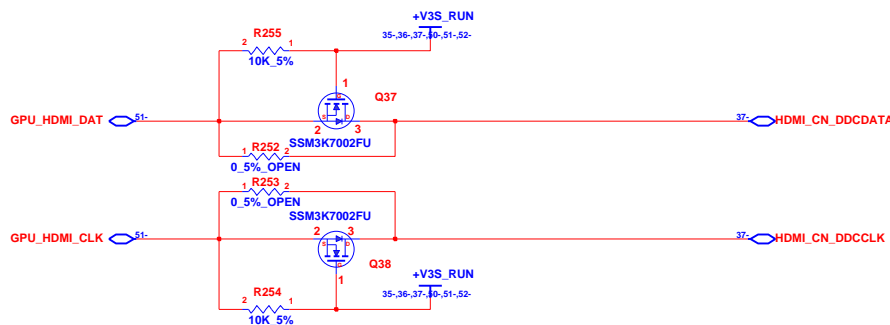 +V3S_RUN
R255
35-,36-,37-,50-,51-,52-
2
1
10K_5%
1
Q37
G
GPU_HDMI_DAT
51-
S
D
37-
HDMI_CN_DDCDATA
2
3
SSM3K7002FU
1
R252
2
0_5%_OPEN
1
R253
2
0_5%_OPEN
SSM3K7002FU
2
3
GPU_HDMI_CLK
51-
S
D
37-
HDMI_CN_DDCCLK
G
Q38
1
+V3S_RUN
R254
35-,36-,37-,50-,51-,52-
2
1
10K_5%